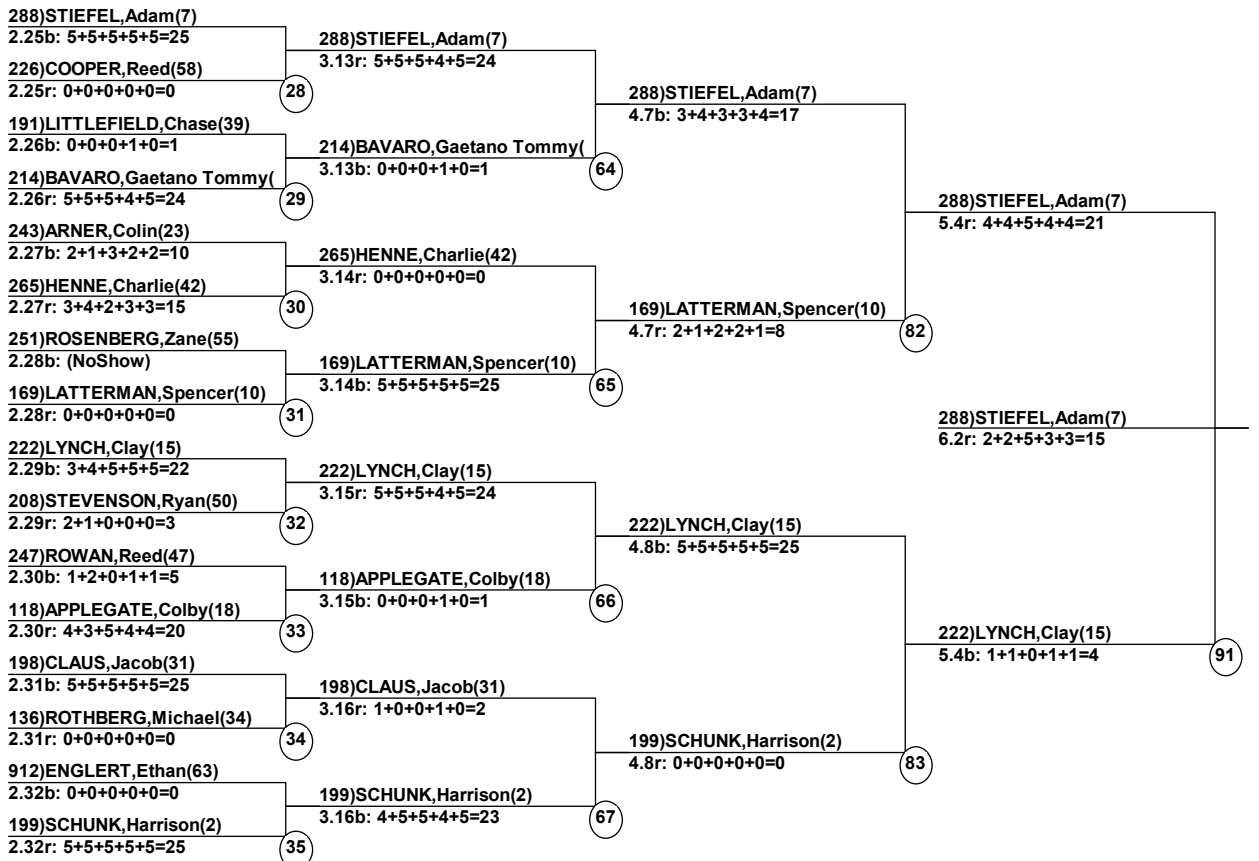 288)STIEFEL,Adam(7)
2.25b: 5+5+5+5+5=25
226)COOPER,Reed(58)
2.25r: 0+0+0+0+0=0
28
191)LITTLEFIELD,Chase(39)
2.26b: 0+0+0+1+0=1
214)BAVARO,Gaetano Tommy(
2.26r: 5+5+5+4+5=24
29
243)ARNER,Colin(23)
2.27b: 2+1+3+2+2=10
265)HENNE,Charlie(42)
2.27r: 3+4+2+3+3=15
30
251)ROSENBERG,Zane(55)
2.28b: (NoShow)
169)LATTERMAN,Spencer(10)
2.28r: 0+0+0+0+0=0
31
222)LYNCH,Clay(15)
2.29b: 3+4+5+5+5=22
208)STEVENSON,Ryan(50)
2.29r: 2+1+0+0+0=3
32
247)ROWAN,Reed(47)
2.30b: 1+2+0+1+1=5
118)APPLEGATE,Colby(18)
2.30r: 4+3+5+4+4=20
33
198)CLAUS,Jacob(31)
2.31b: 5+5+5+5+5=25
136)ROTHBERG,Michael(34)
2.31r: 0+0+0+0+0=0
34
912)ENGLERT,Ethan(63)
2.32b: 0+0+0+0+0=0
199)SCHUNK,Harrison(2)
2.32r: 5+5+5+5+5=25
35
288)STIEFEL,Adam(7)
3.13r: 5+5+5+4+5=24
214)BAVARO,Gaetano Tommy(
3.13b: 0+0+0+1+0=1
64
265)HENNE,Charlie(42)
3.14r: 0+0+0+0+0=0
169)LATTERMAN,Spencer(10)
3.14b: 5+5+5+5+5=25
65
222)LYNCH,Clay(15)
3.15r: 5+5+5+4+5=24
118)APPLEGATE,Colby(18)
3.15b: 0+0+0+1+0=1
66
198)CLAUS,Jacob(31)
3.16r: 1+0+0+1+0=2
199)SCHUNK,Harrison(2)
3.16b: 4+5+5+4+5=23
67
288)STIEFEL,Adam(7)
4.7b: 3+4+3+3+4=17
169)LATTERMAN,Spencer(10)
4.7r: 2+1+2+2+1=8
82
222)LYNCH,Clay(15)
4.8b: 5+5+5+5+5=25
199)SCHUNK,Harrison(2)
4.8r: 0+0+0+0+0=0
83
288)STIEFEL,Adam(7)
5.4r: 4+4+5+4+4=21
288)STIEFEL,Adam(7)
6.2r: 2+2+5+3+3=15
222)LYNCH,Clay(15)
5.4b: 1+1+0+1+1=4
91